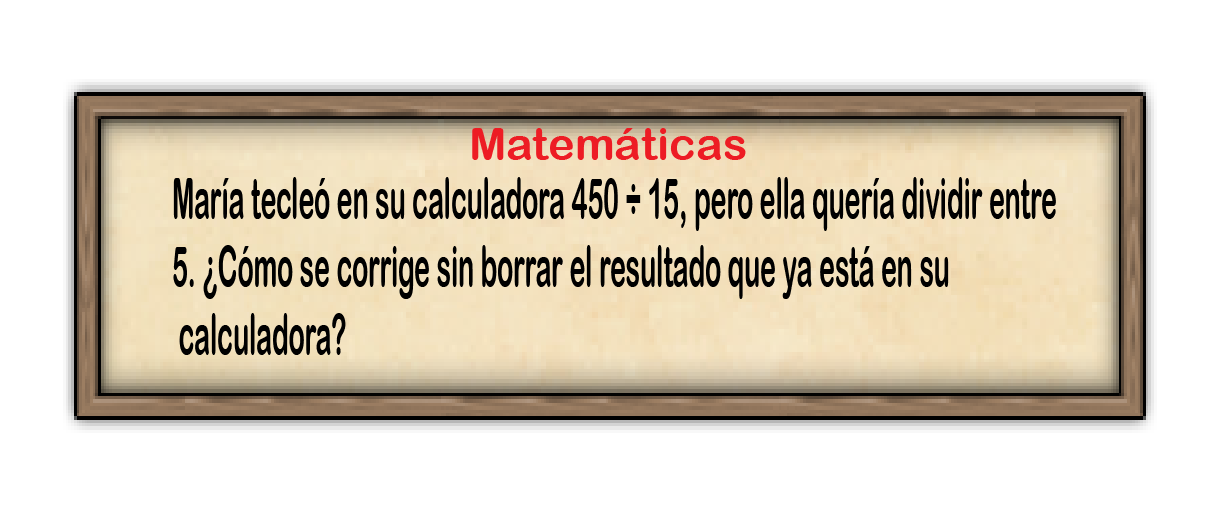 Matemáticas
María tecleó en su calculadora 450 ÷ 15, pero ella quería dividir entre
5. ¿Cómo se corrige sin borrar el resultado que ya está en su
calculadora?